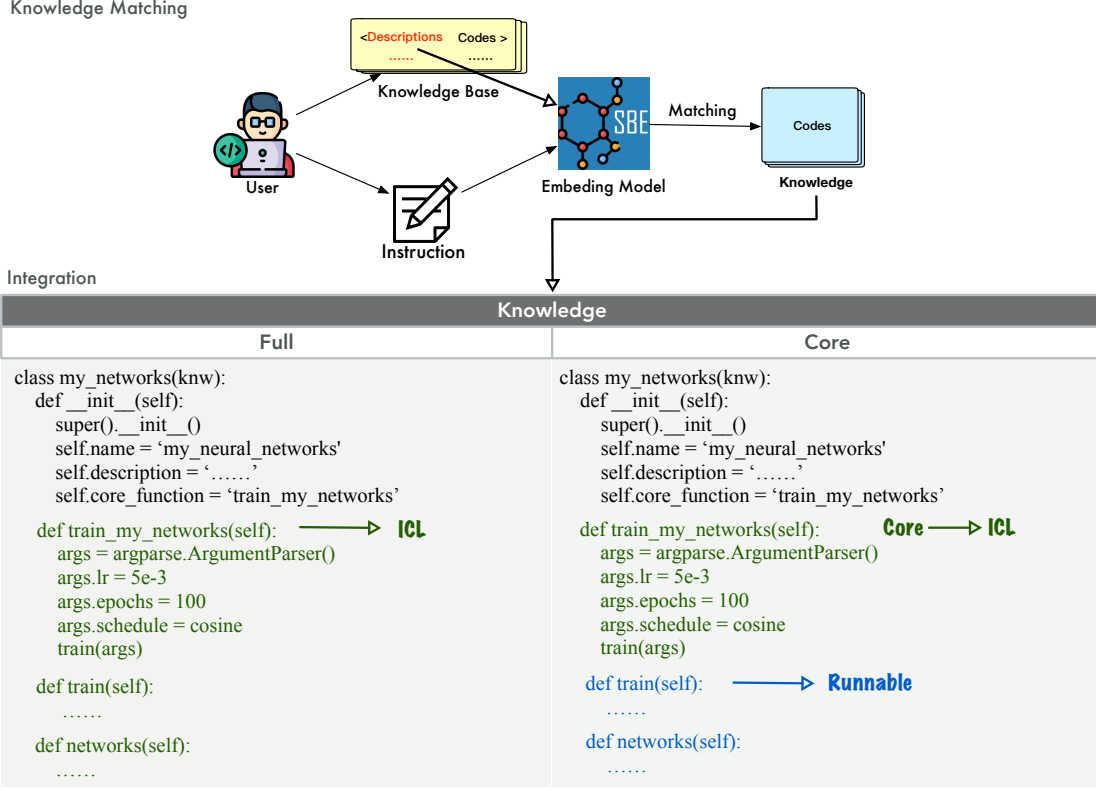 Knowledge Matching
<Descriptions Codes >
...... ......
Knowledge Base
</>
User
Instruction
SBE
Embeding Model
Matching
Codes
Knowledge
Integration
Knowledge
Full
Core
class my_networks(knw):
def __init__(self):
super().__init__()
self.name = ‘my_neural_networks'
self.description = ‘……’
self.core_function = ‘train_my_networks’
def train_my_networks(self):
ICL
args = argparse.ArgumentParser()
args.lr = 5e-3
args.epochs = 100
args.schedule = cosine
train(args)
def train(self):
……
def networks(self):
……
class my_networks(knw):
def __init__(self):
super().__init__()
self.name = ‘my_neural_networks'
self.description = ‘……’
self.core_function = ‘train_my_networks’
def train_my_networks(self):
Core
ICL
args = argparse.ArgumentParser()
args.lr = 5e-3
args.epochs = 100
args.schedule = cosine
train(args)
def train(self):
Runnable
……
def networks(self):
……